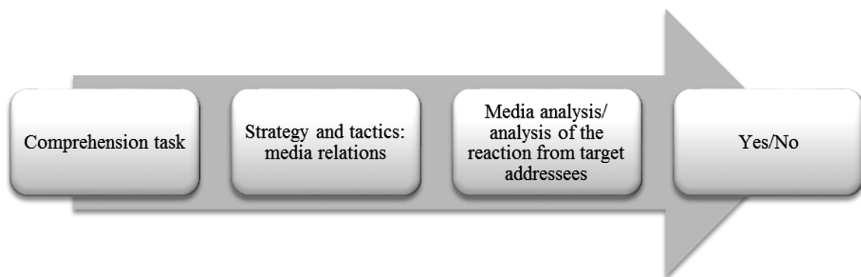 Comprehension task
Strategy and tactics:
media relations
Media analysis/
analysis of the
reaction from target
addressees
Yes/No